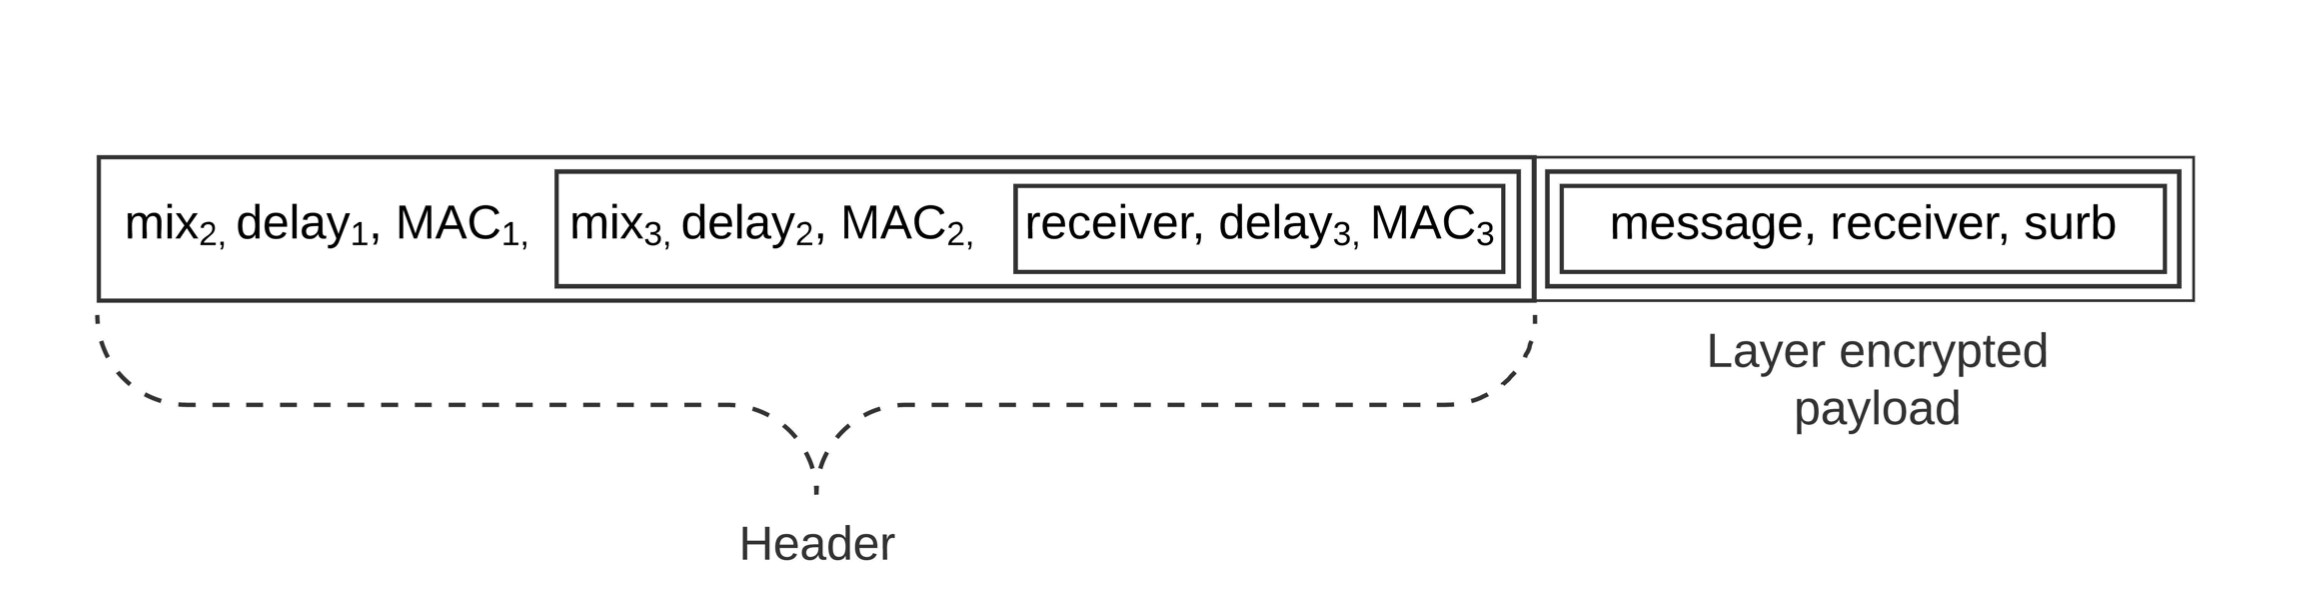 mix₂, delay₁, MAC₁, mix₃, delay₂, MAC₂, receiver, delay₃, MAC₃ message, receiver, surb
Layer encrypted
payload
Header